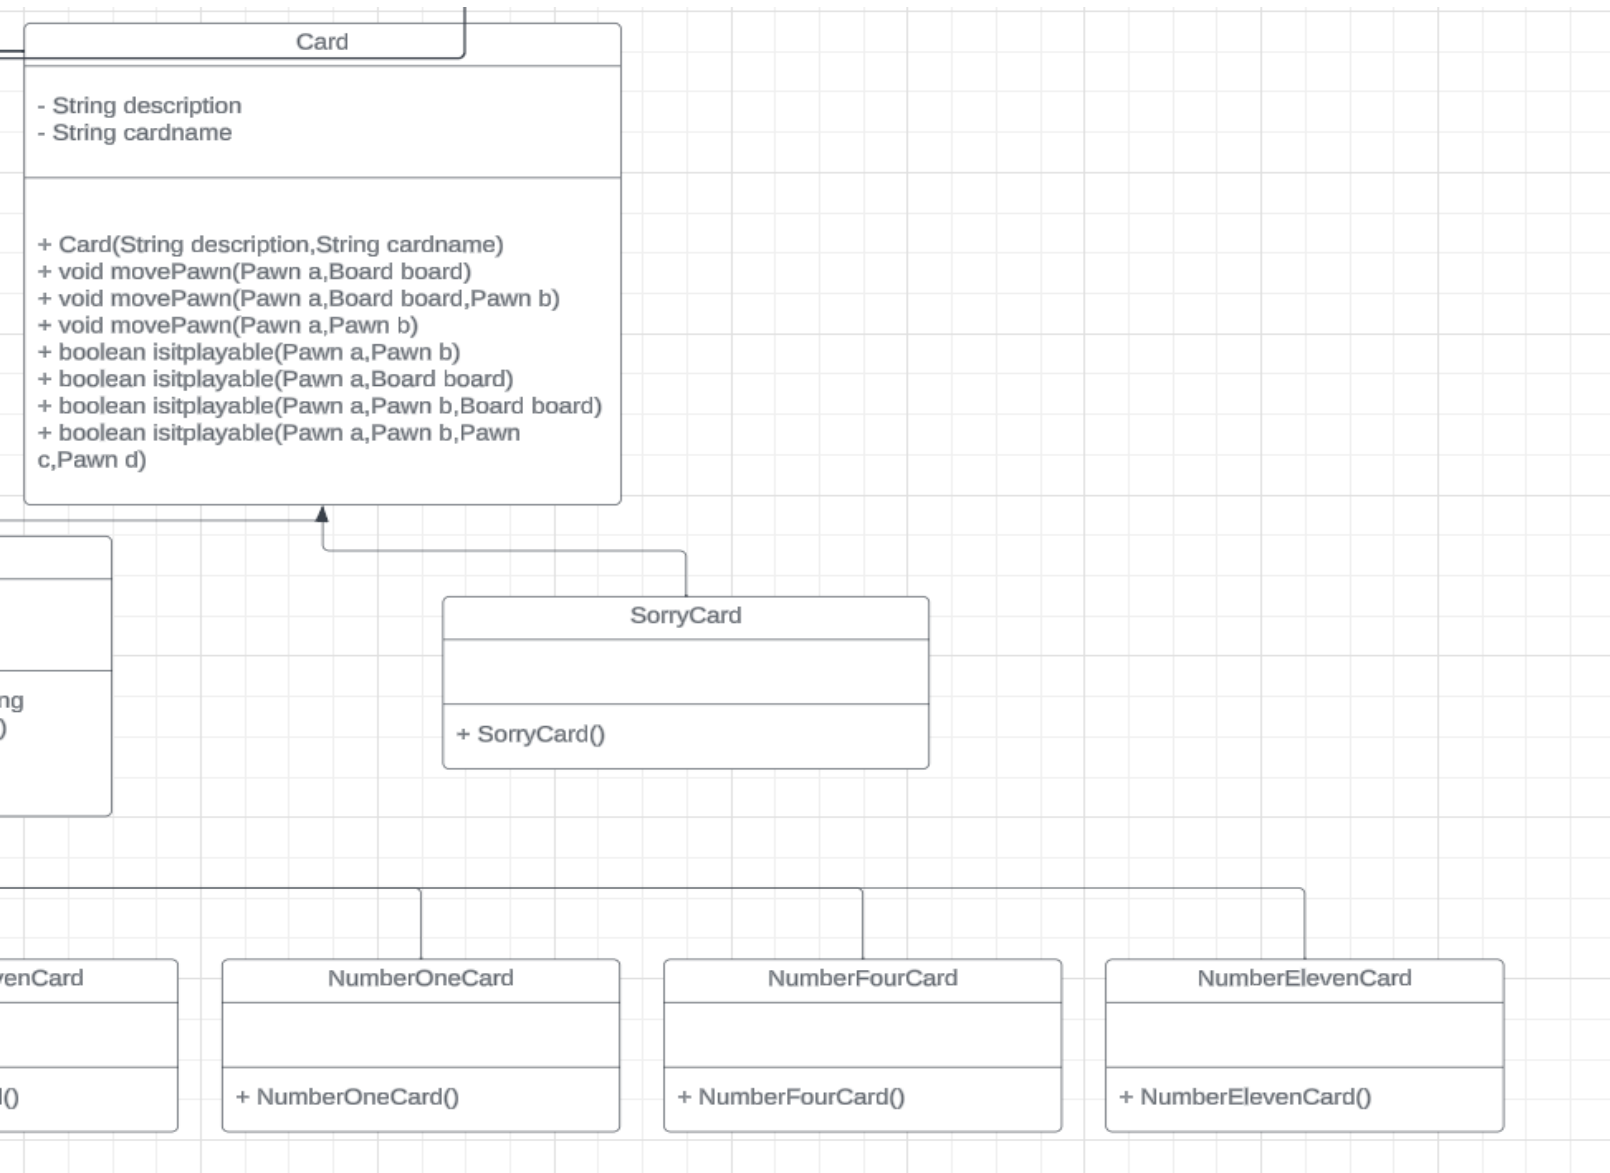 Card
- String description
- String cardname
+ Card(String description,String cardname)
+ void movePawn(Pawn a,Board board)
+ void movePawn(Pawn a,Board board,Pawn b)
+ void movePawn(Pawn a,Pawn b)
+ boolean isitplayable(Pawn a,Pawn b)
+ boolean isitplayable(Pawn a,Board board)
+ boolean isitplayable(Pawn a,Pawn b,Board board)
+ boolean isitplayable(Pawn a,Pawn b,Pawn
c,Pawn d)
ng
)
SorryCard
+ SorryCard()
venCard
()
NumberOneCard
+ NumberOneCard()
NumberFourCard
+ NumberFourCard()
NumberElevenCard
+ NumberElevenCard()